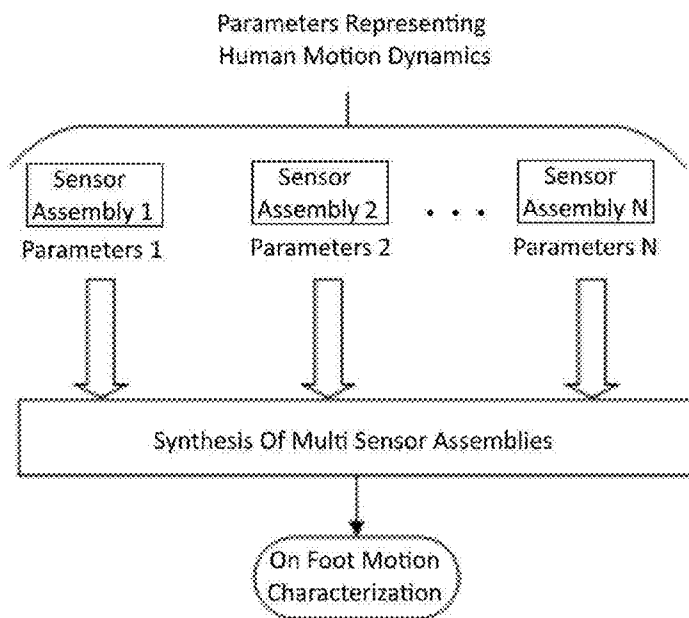 Parameters Representing
Human Motion Dynamics
Sensor
Assembly 1
Sensor
Assembly 2
. . .
Sensor
Assembly N
Parameters 1
Parameters 2
Parameters N
Synthesis Of Multi Sensor Assemblies
On Foot Motion
Characterization